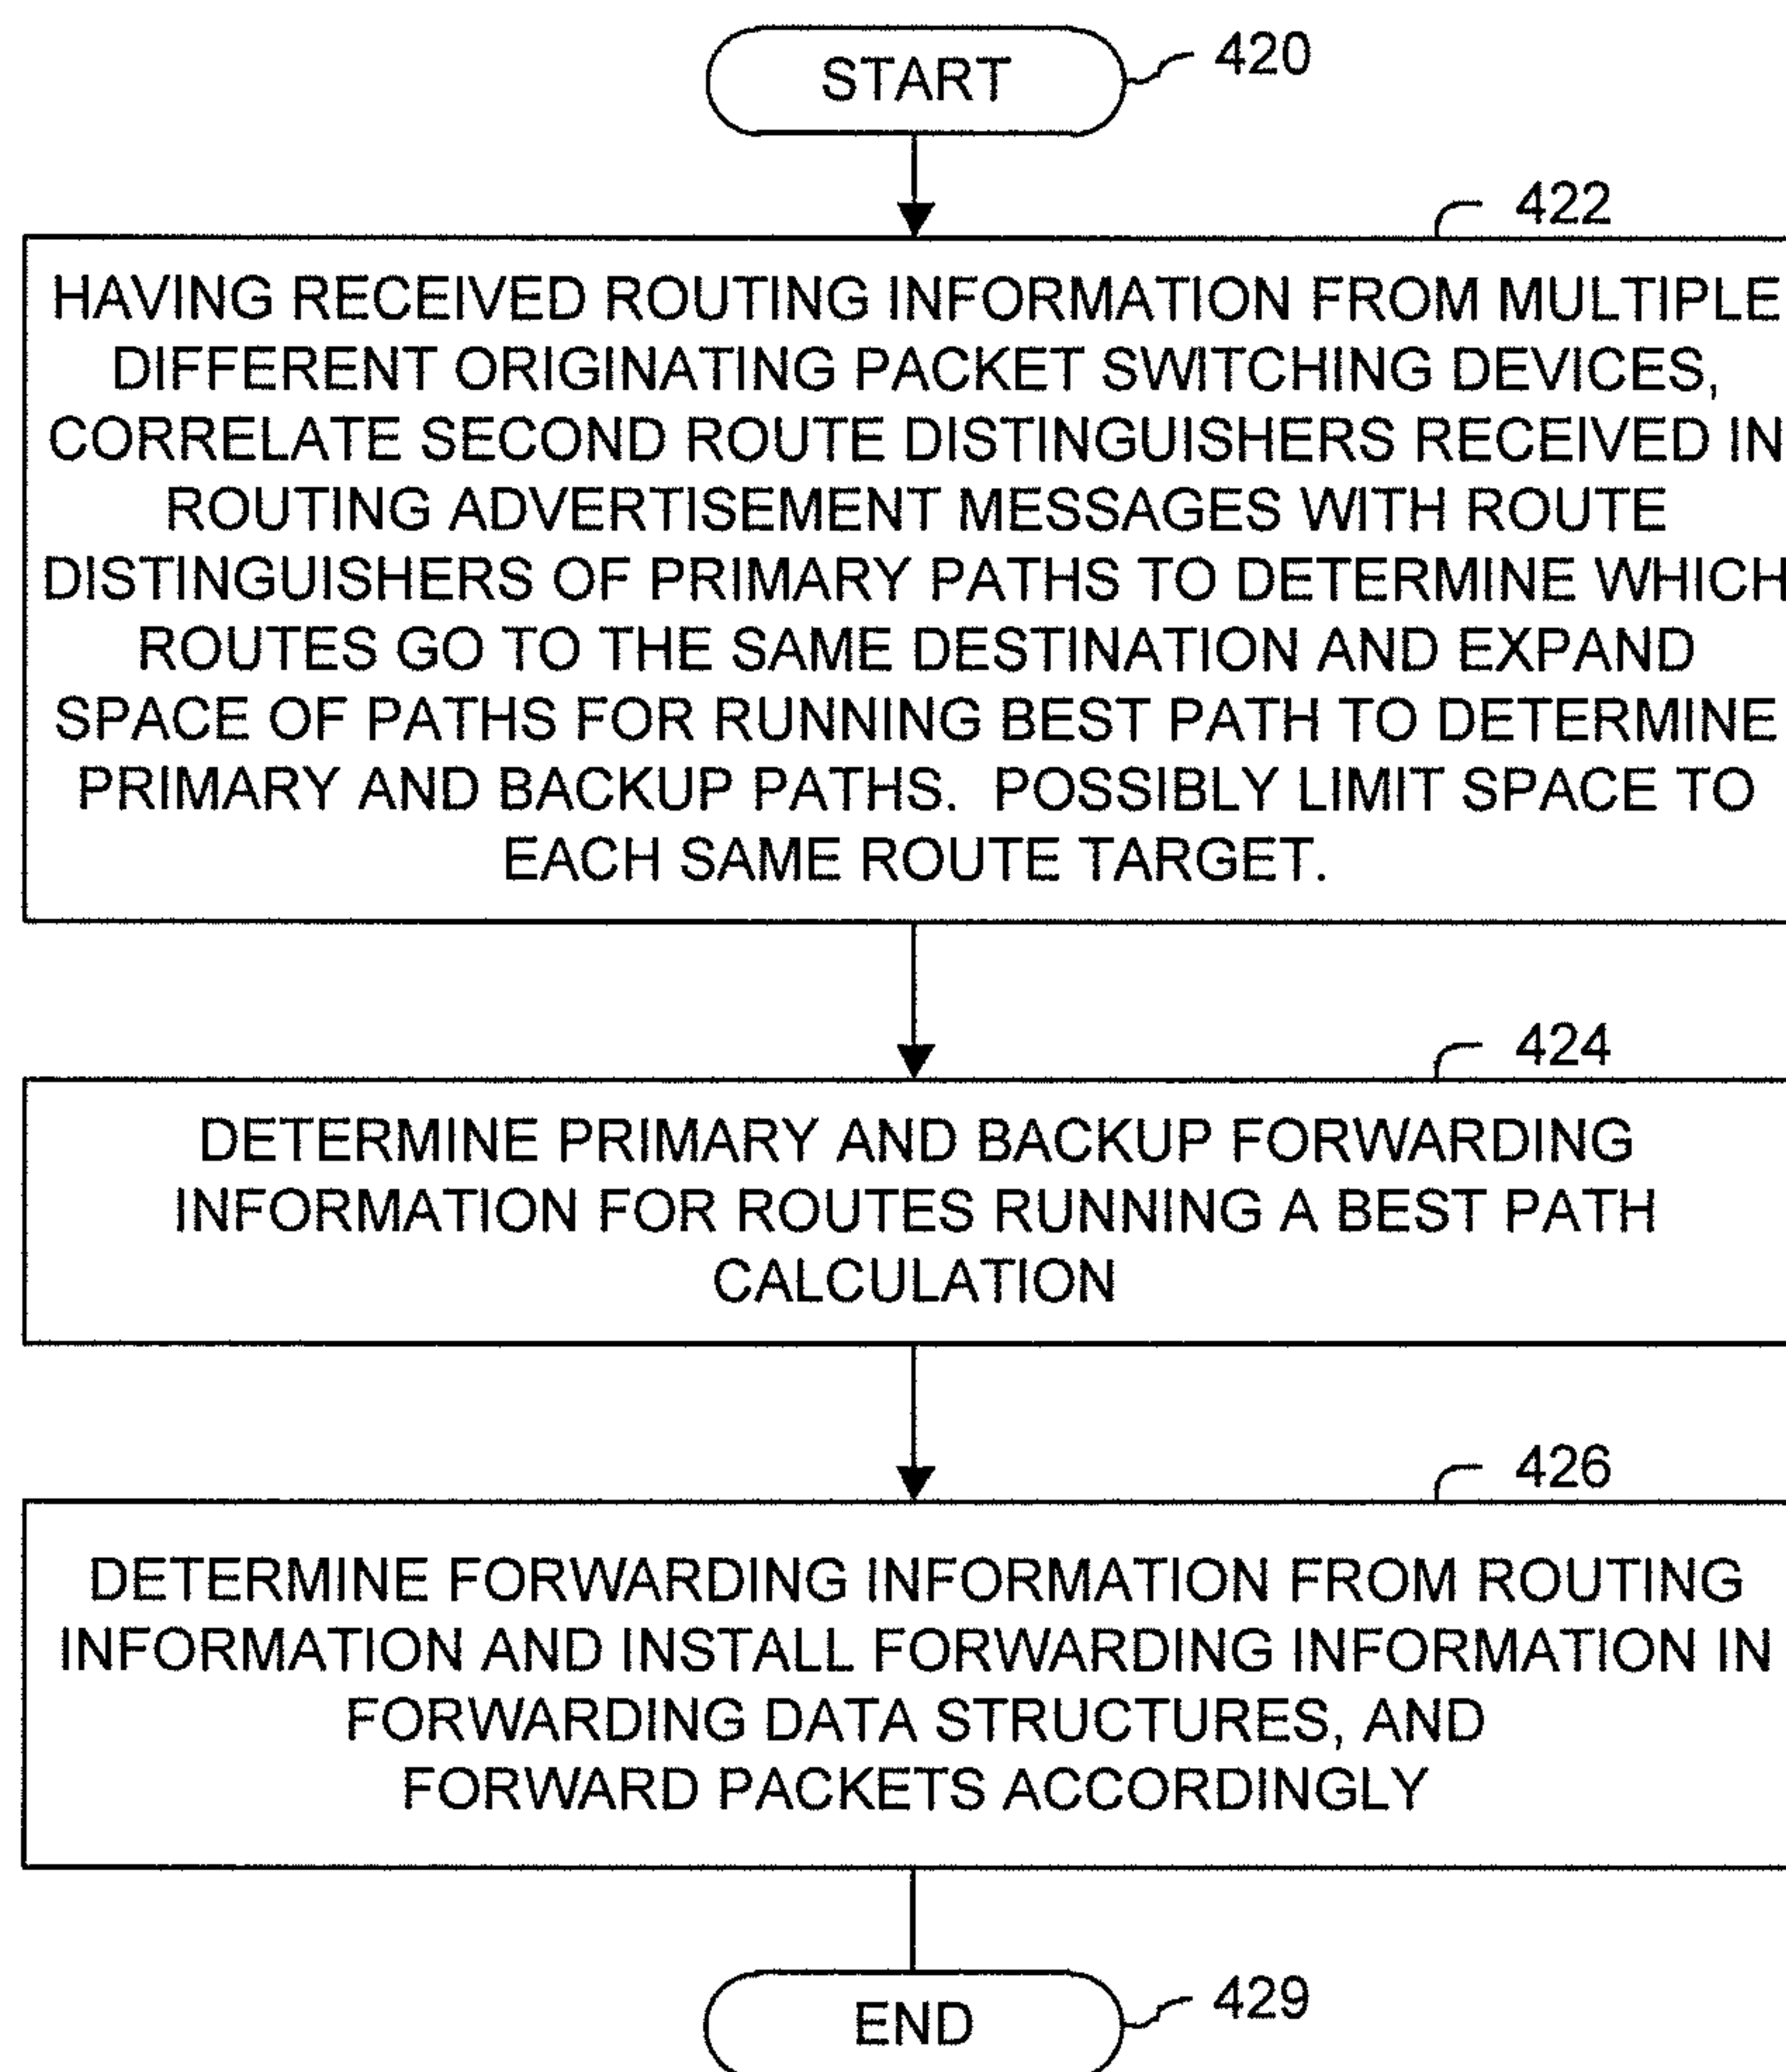 START
420
422
HAVING RECEIVED ROUTING INFORMATION FROM MULTIPLE
DIFFERENT ORIGINATING PACKET SWITCHING DEVICES,
CORRELATE SECOND ROUTE DISTINGUISHERS RECEIVED IN
ROUTING ADVERTISEMENT MESSAGES WITH ROUTE
DISTINGUISHERS OF PRIMARY PATHS TO DETERMINE WHICH
ROUTES GO TO THE SAME DESTINATION AND EXPAND
SPACE OF PATHS FOR RUNNING BEST PATH TO DETERMINE
PRIMARY AND BACKUP PATHS. POSSIBLY LIMIT SPACE TO
EACH SAME ROUTE TARGET.
424
DETERMINE PRIMARY AND BACKUP FORWARDING
INFORMATION FOR ROUTES RUNNING A BEST PATH
CALCULATION
426
DETERMINE FORWARDING INFORMATION FROM ROUTING
INFORMATION AND INSTALL FORWARDING INFORMATION IN
FORWARDING DATA STRUCTURES, AND
FORWARD PACKETS ACCORDINGLY
END
429